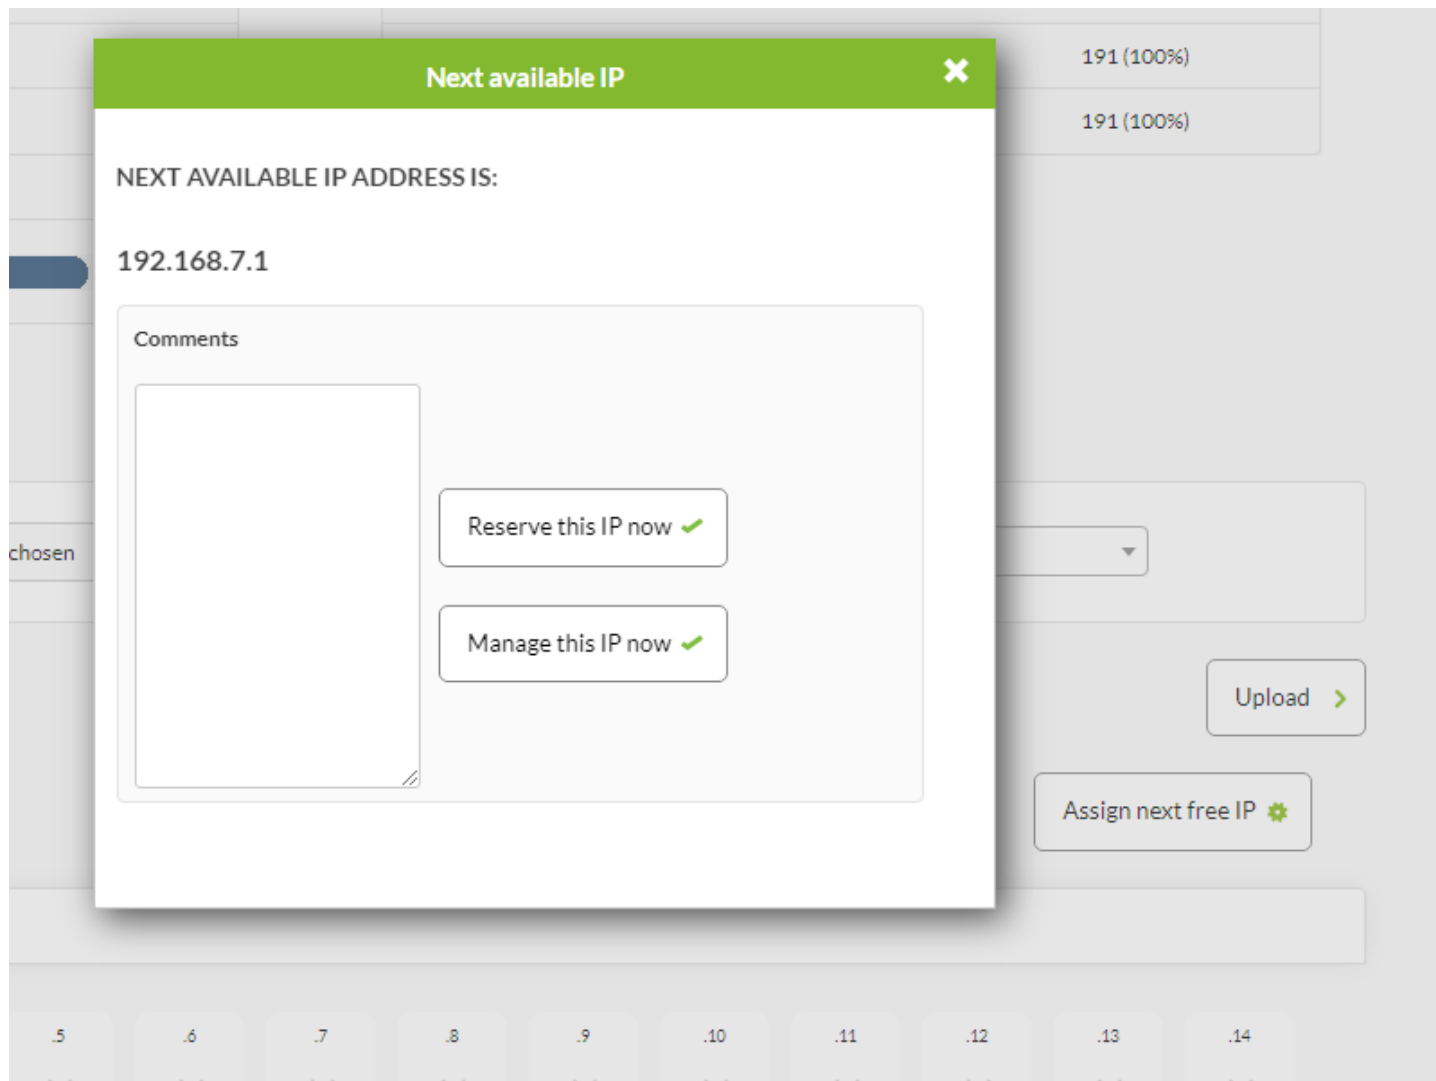 191 (100%)
Next available IP
191 (100%)
NEXT AVAILABLE IP ADDRESS IS:
192.168.7.1
Comments
Reserve this IP now
chosen
Manage this IP now
Upload
Assign next free IP
.5 .6 .7 .8 .9 .10 .11 .12 .13 .14